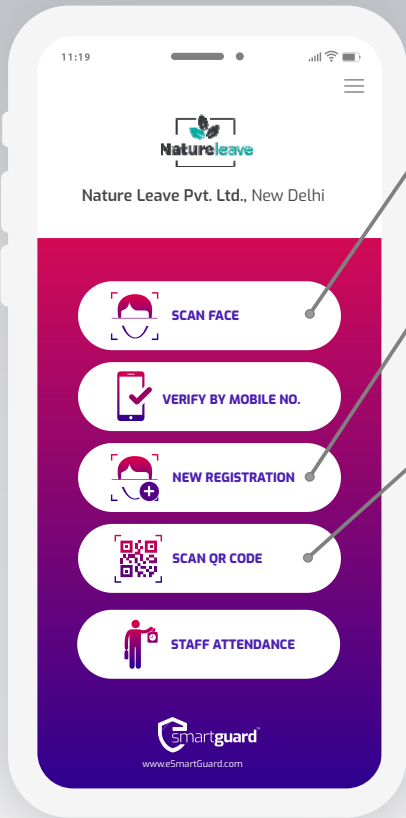 11:19
Natureleave
Nature Leave Pvt. Ltd., New Delhi
SCAN FACE
VERIFY BY MOBILE NO.
NEW REGISTRATION
SCAN QR CODE
STAFF ATTENDANCE
eSmartguard
www.eSmartGuard.com